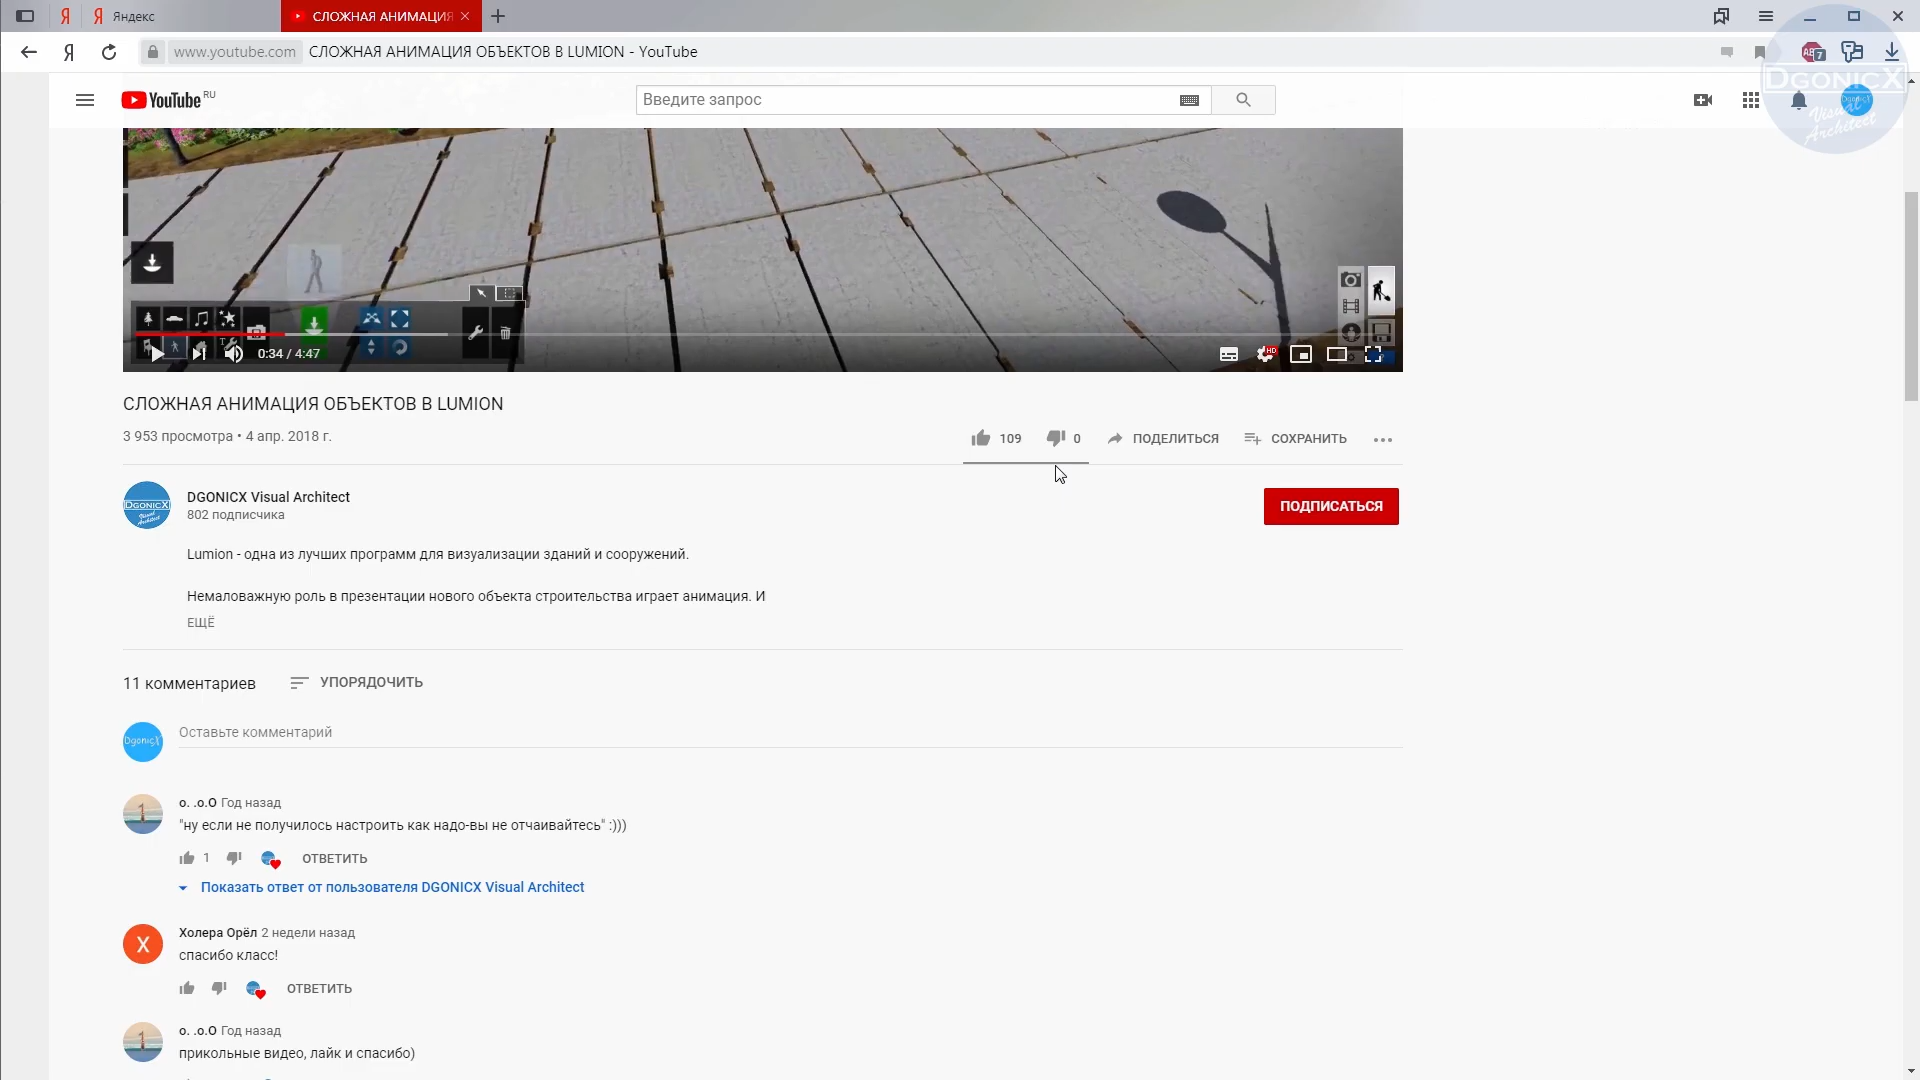 Я
Я Яндекс
СЛОЖНАЯ АНИМАЦИЯ
Я
www.youtube.com СЛОЖНАЯ АНИМАЦИЯ ОБЪЕКТОВ В LUMION - YouTube
7
YouTube RU
Введите запрос
DGONICX
Visual
Architect
0:34 / 4:47
HD
СЛОЖНАЯ АНИМАЦИЯ ОБЪЕКТОВ В LUMION
3 953 просмотра • 4 апр. 2018 г.
109
0
ПОДЕЛИТЬСЯ
СОХРАНИТЬ
DGONICX Visual Architect
802 подписчика
ПОДПИСАТЬСЯ
Lumion - одна из лучших программ для визуализации зданий и сооружений.
Немаловажную роль в презентации нового объекта строительства играет анимация. И
ЕЩЁ
11 комментариев
УПОРЯДОЧИТЬ
DgonicX
Оставьте комментарий
о. .о.О Год назад
"ну если не получилось настроить как надо-вы не отчаивайтесь" :)))
1
ОТВЕТИТЬ
Показать ответ от пользователя DGONICX Visual Architect
Х
Холера Орёл 2 недели назад
спасибо класс!
ОТВЕТИТЬ
о. .о.О Год назад
прикольные видео, лайк и спасибо)